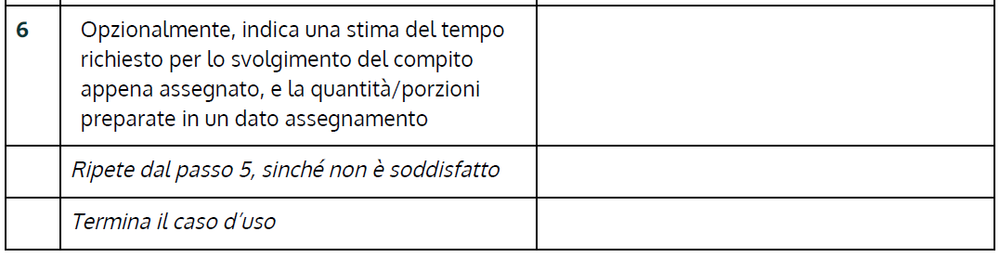 6 Opzionalmente, indica una stima del tempo
richiesto per lo svolgimento del compito
appena assegnato, e la quantità/porzioni
preparate in un dato assegnamento
Ripete dal passo 5, sinché non è soddisfatto
Termina il caso d'uso